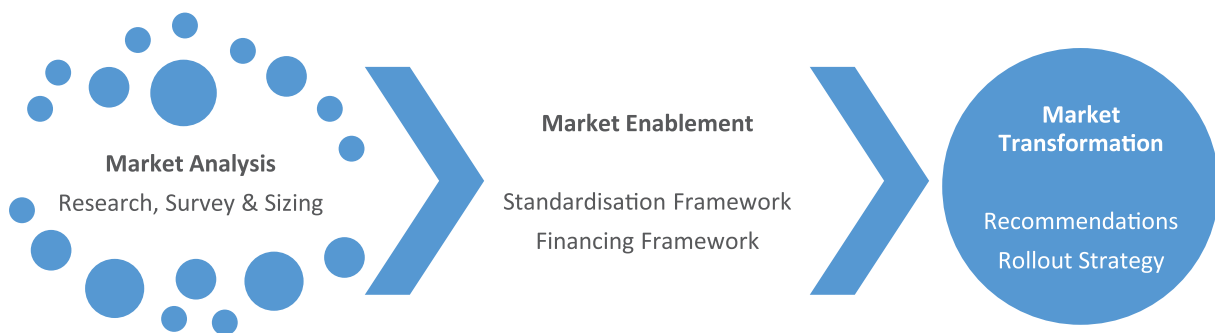 Market Analysis
Research, Survey & Sizing
Market Enablement
Standardisation Framework
Financing Framework
Market
Transformation
Recommendations
Rollout Strategy